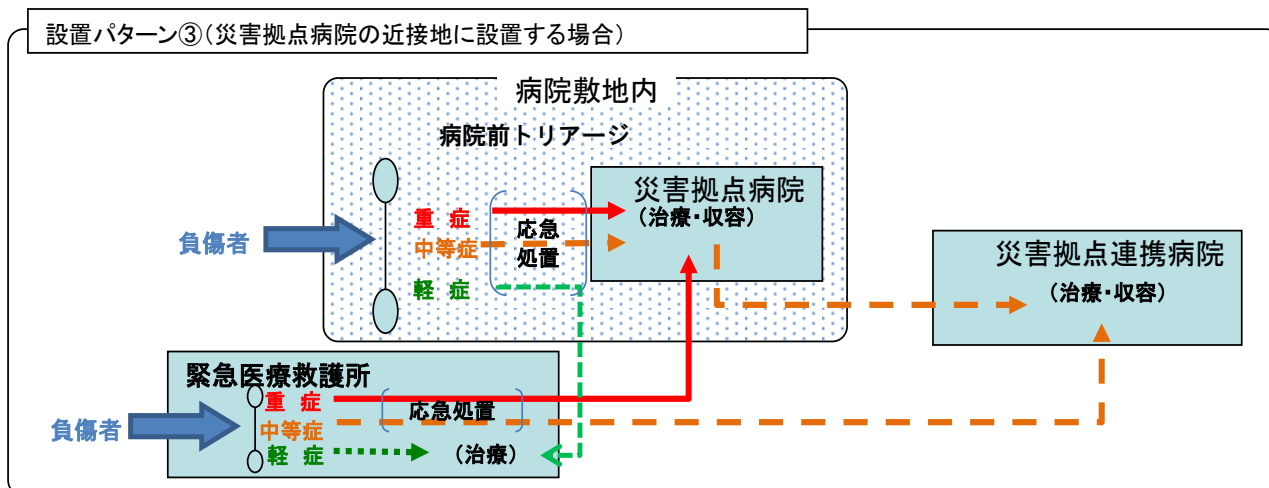 設置パターン③(災害拠点病院の近接地に設置する場合)
病院敷地内
病院前トリアージ
災害拠点病院
(治療・収容)
重 症
中等症
軽 症
応急
処置
負傷者
災害拠点連携病院
(治療・収容)
緊急医療救護所
重 症
中等症
軽 症
応急処置
(治療)
負傷者